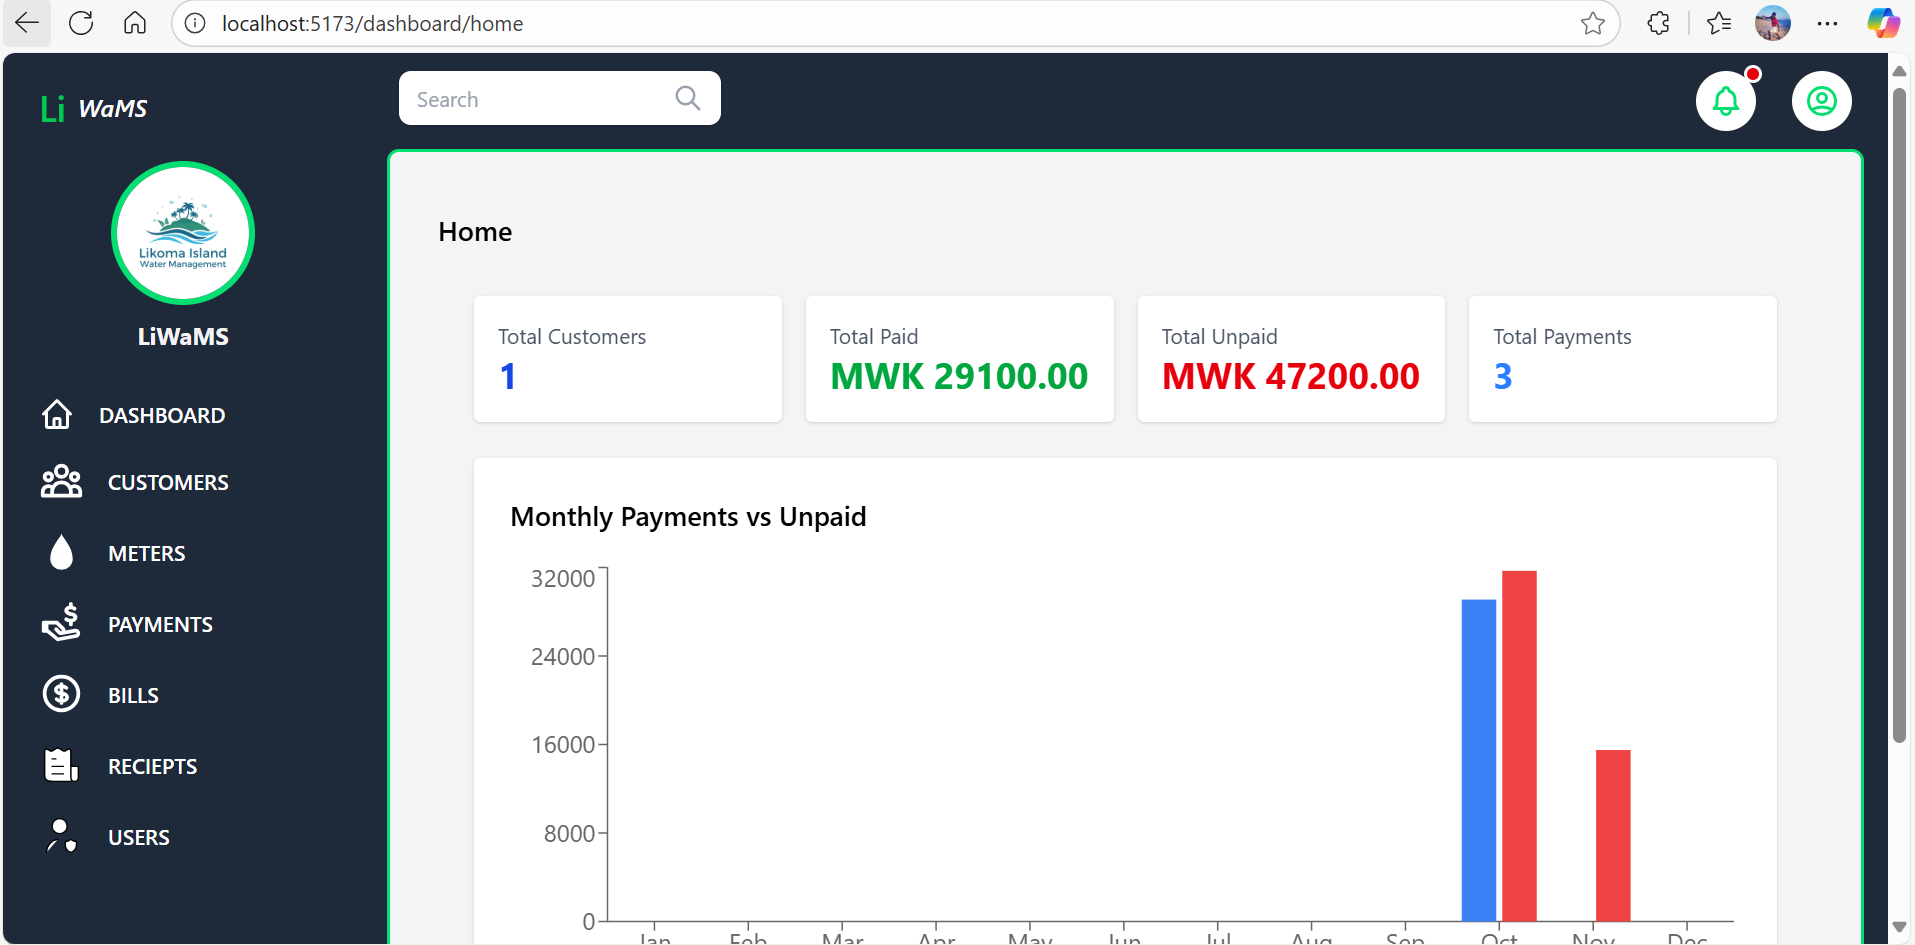 localhost:5173/dashboard/home
Li WaMS
Search
Likoma Island
Water Management
LiWaMS
DASHBOARD
CUSTOMERS
METERS
PAYMENTS
BILLS
RECIEPTS
USERS
Home
Total Customers
1
Total Paid
MWK 29100.00
Total Unpaid
MWK 47200.00
Total Payments
3
Monthly Payments vs Unpaid
32000
24000
16000
8000
0
Jan Feb Mar Apr May Jun Jul Aug Sep Oct Nov Dec